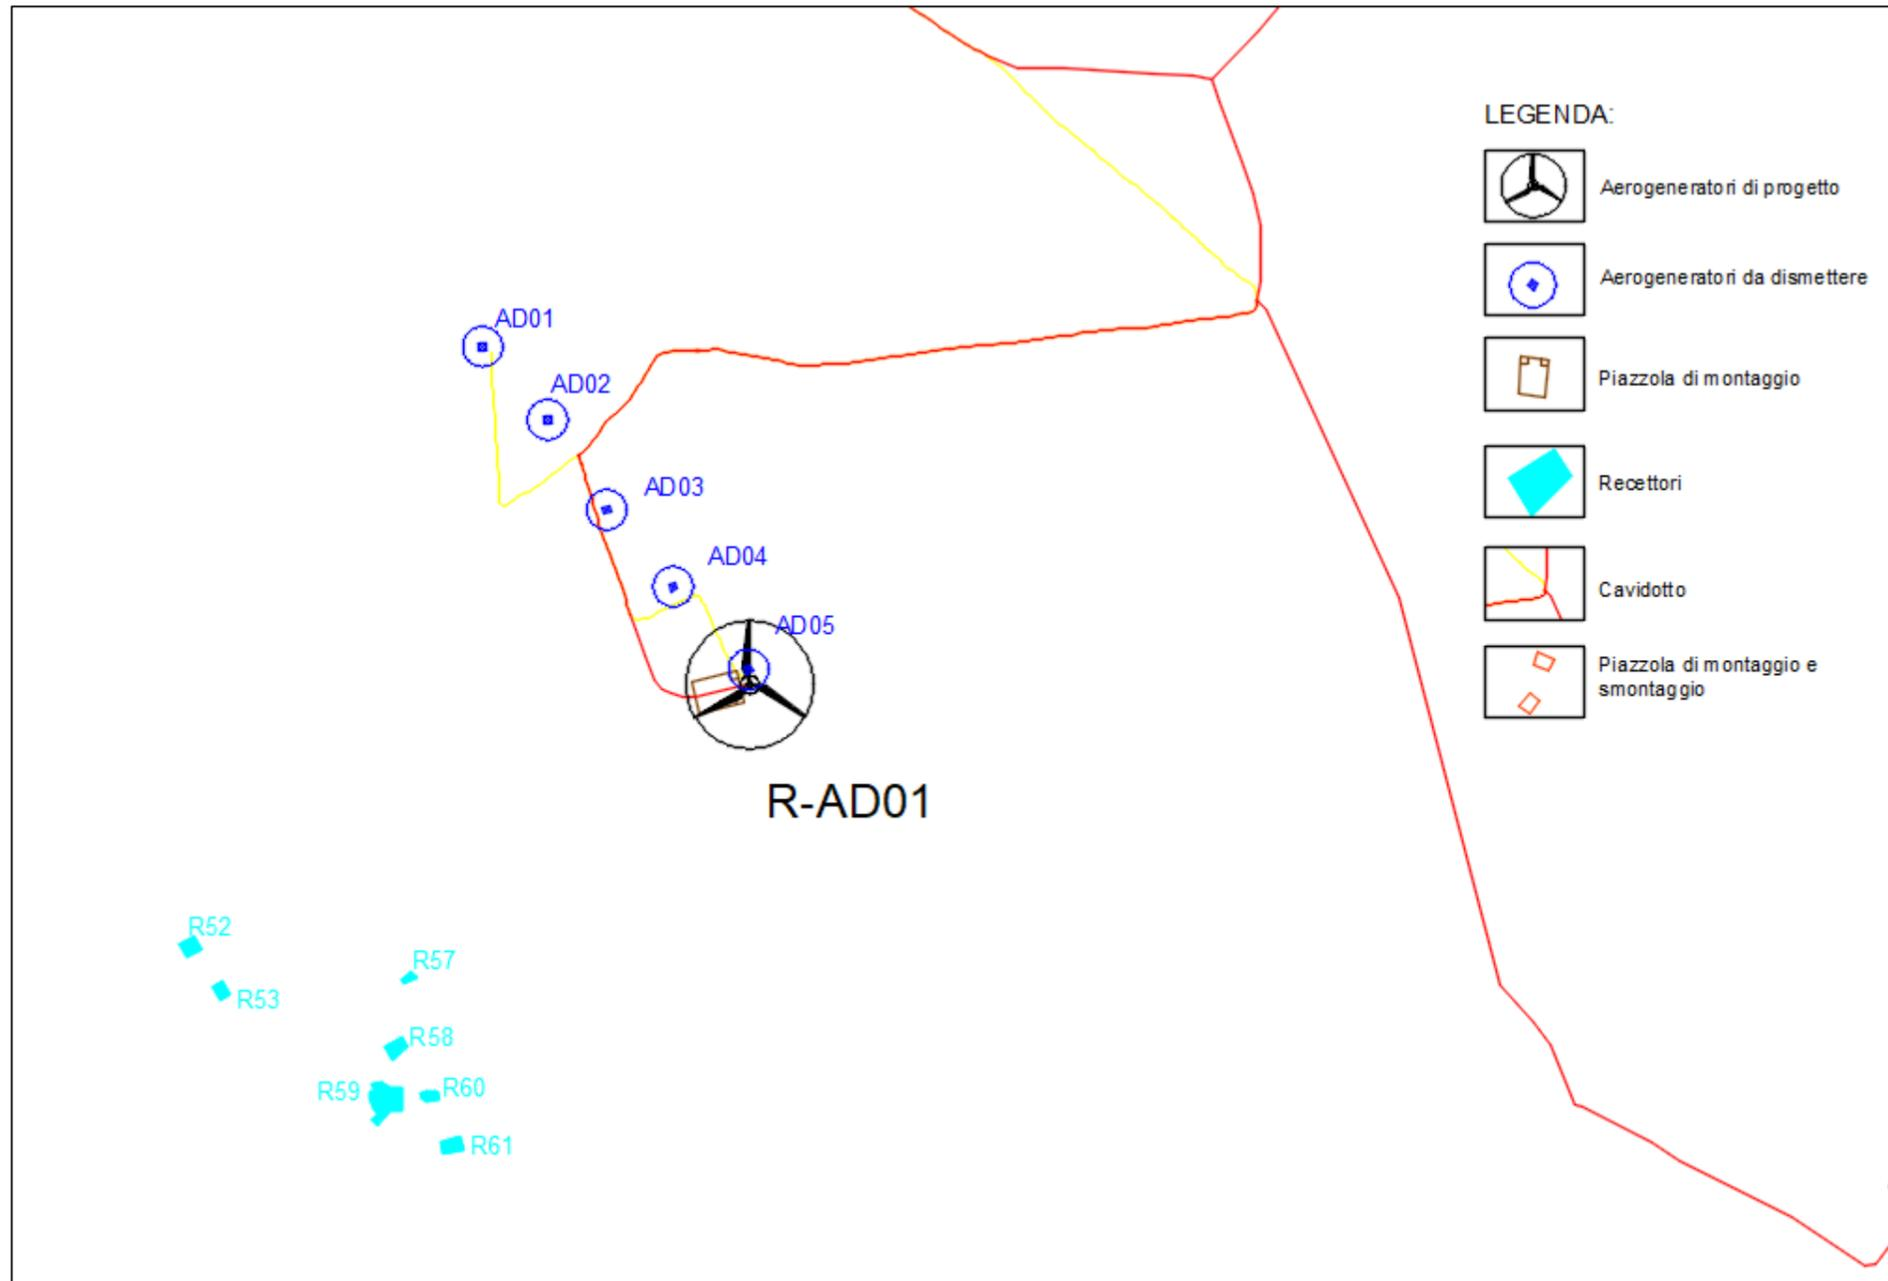 LEGENDA:
Aerogeneratori di progetto
Aerogeneratori da dismettere
Piazzola di montaggio
Recettori
Cavidotto
Piazzola di montaggio e
smontaggio
AD01
AD02
AD03
AD04
AD05
R-AD01
R52
R53
R57
R58
R59
R60
R61